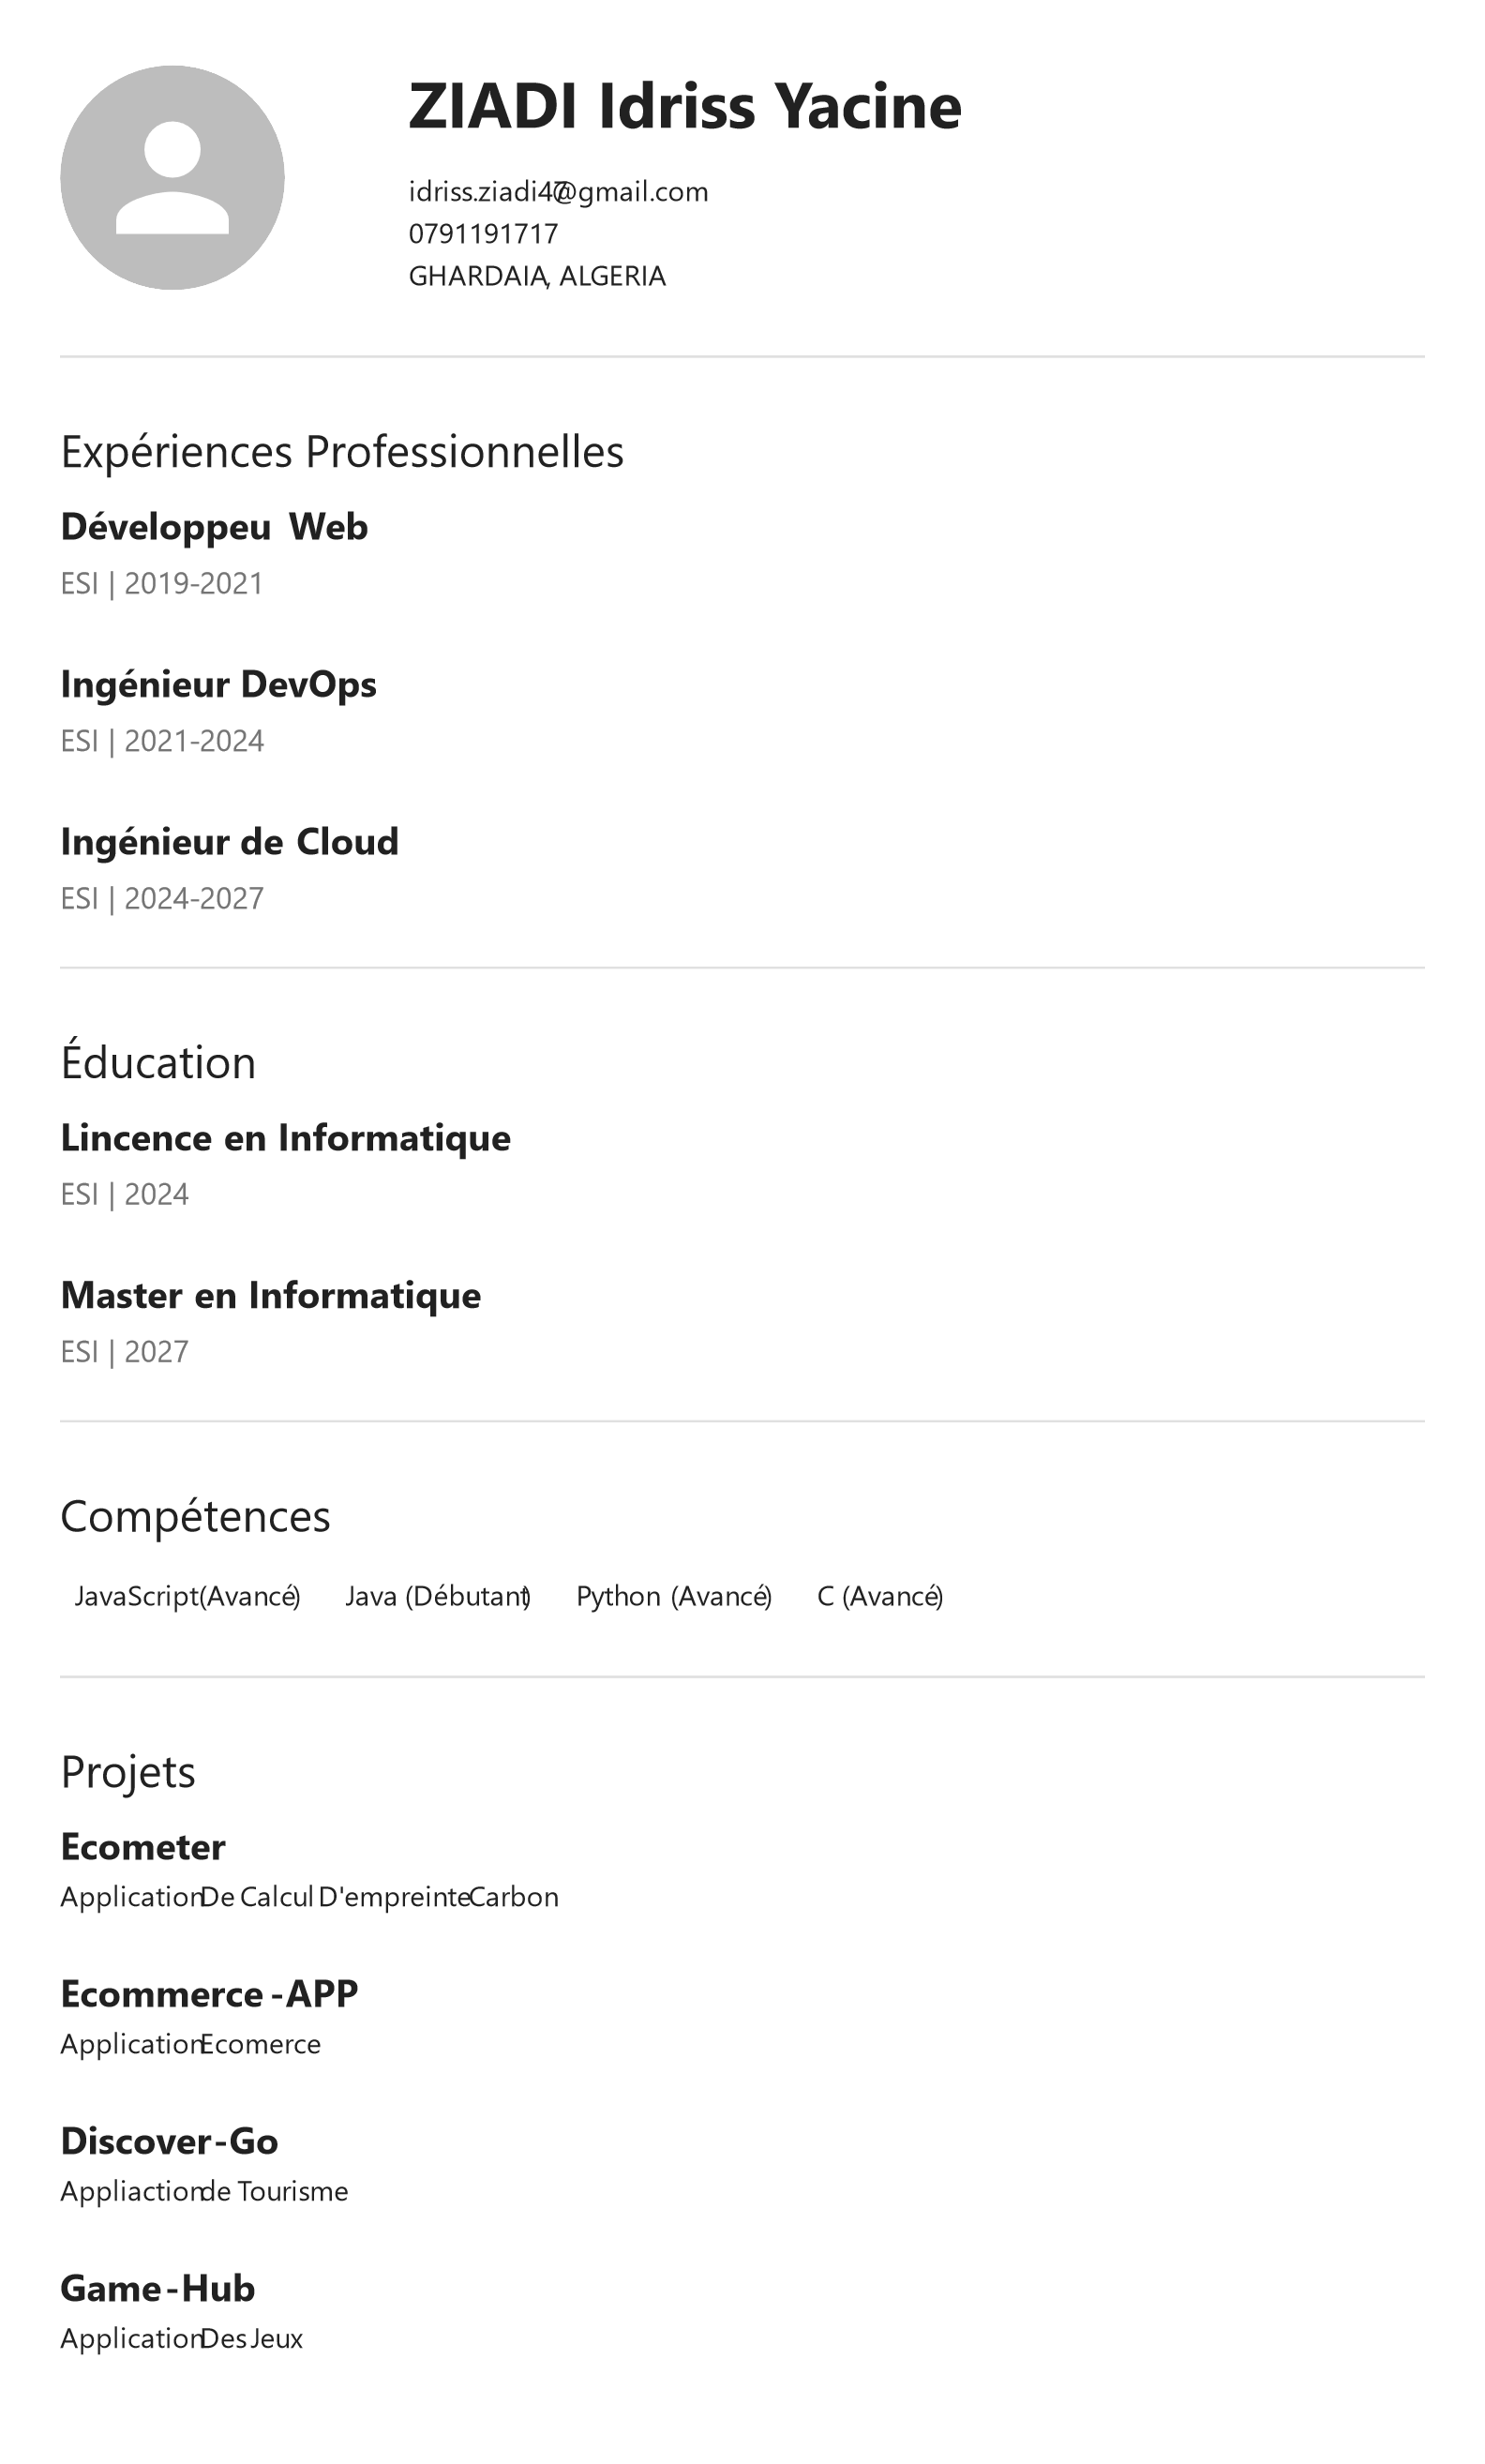 ZIADI Idriss Yacine
idriss.ziadi47@gmail.com
0791191717
GHARDAIA, ALGERIA
Expériences Professionnelles
Développeu Web
ESI | 2019-2021
Ingénieur DevOps
ESI | 2021-2024
Ingénieur de Cloud
ESI | 2024-2027
Éducation
Lincence en Informatique
ESI | 2024
Master en Informatique
ESI | 2027
Compétences
JavaScript(Avancé) Java (Débutant) Python (Avancé) C (Avancé)
Projets
Ecometer
Application De Calcul D'empreinte Carbon
Ecommerce-APP
Application Ecomerce
Discover-Go
Appliaction de Tourisme
Game-Hub
Application Des Jeux